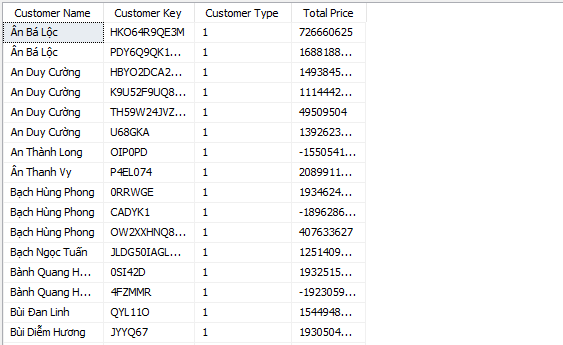 Customer Name Customer Key Customer Type Total Price
Ân Bá Lộc HKO64R9QE3M 1 726660625
Ân Bá Lộc PDY6Q9QK1... 1 1688188...
An Duy Cường HBYO2DCA2... 1 1493845...
An Duy Cường K9U52F9UQ8... 1 1114442...
An Duy Cường TH59W24JVZ... 1 49509504
An Duy Cường U68GKA 1 1392623...
An Thành Long OIP0PD 1 -1550541...
Ân Thanh Vy P4EL074 1 2089911...
Bạch Hùng Phong 0RRWGE 1 1934624...
Bạch Hùng Phong CADYK1 1 -1896286...
Bạch Hùng Phong OW2XXHNQ8... 1 407633627
Bạch Ngọc Tuấn JLDG50IAGL... 1 1251409...
Bành Quang H... 0SI42D 1 1932515...
Bành Quang H... 4FZMMR 1 -1923059...
Bùi Đan Linh QYL11O 1 1544948...
Bùi Diễm Hương JYYQ67 1 1930504...